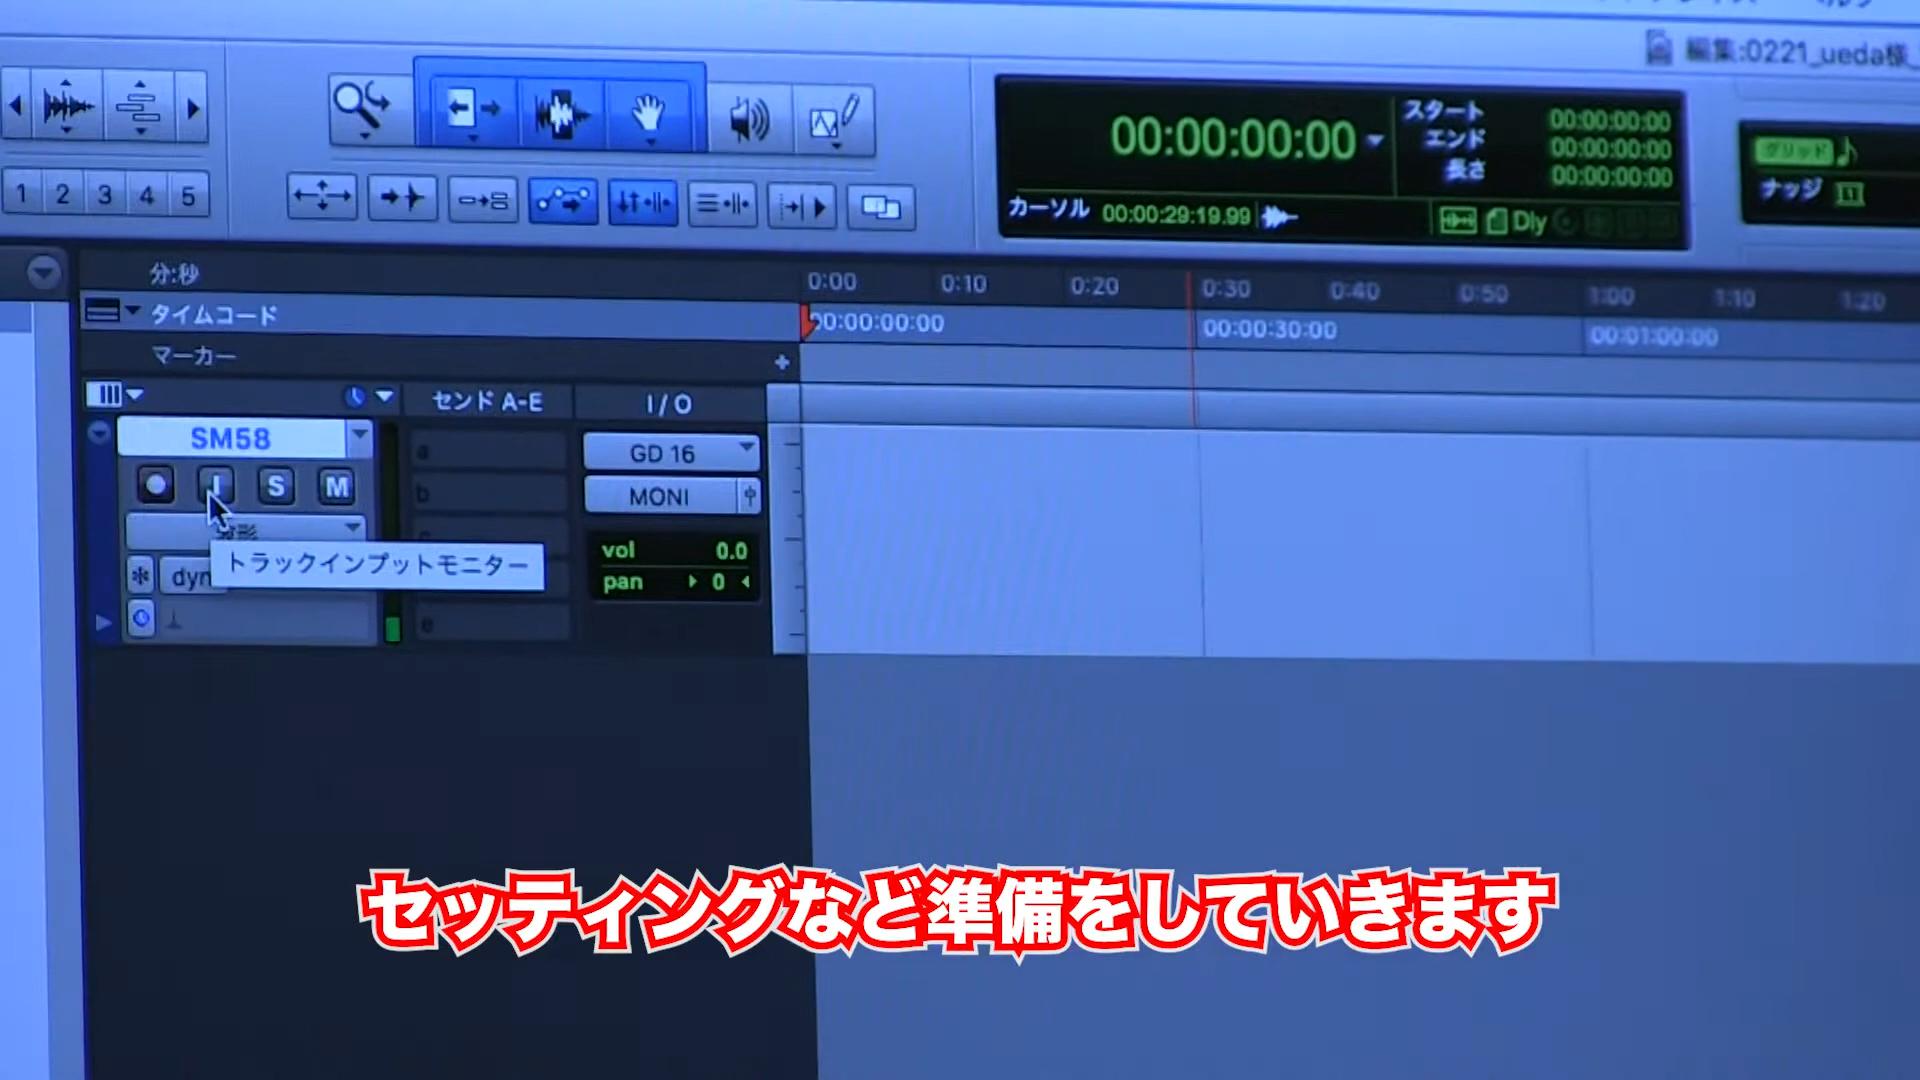 編集:0221_ueda様_
1 2 3 4 5
00:00:00:00
スタート 00:00:00:00
エンド 00:00:00:00
長さ 00:00:00:00
カーソル 00:00:29:19.99
Dly
グリッド
ナッジ
分:秒
0:00 0:10 0:20 0:30 0:40 0:50 1:00 1:10 1:20
タイムコード
00:00:00:00 00:00:30:00 00:01:00:00
マーカー
センド A-E
I / O
SM58
I S M
dyn
トラックインプットモニター
a
b
e
GD 16
MONI
vol 0.0
pan 0
セッティングなど準備をしていきます